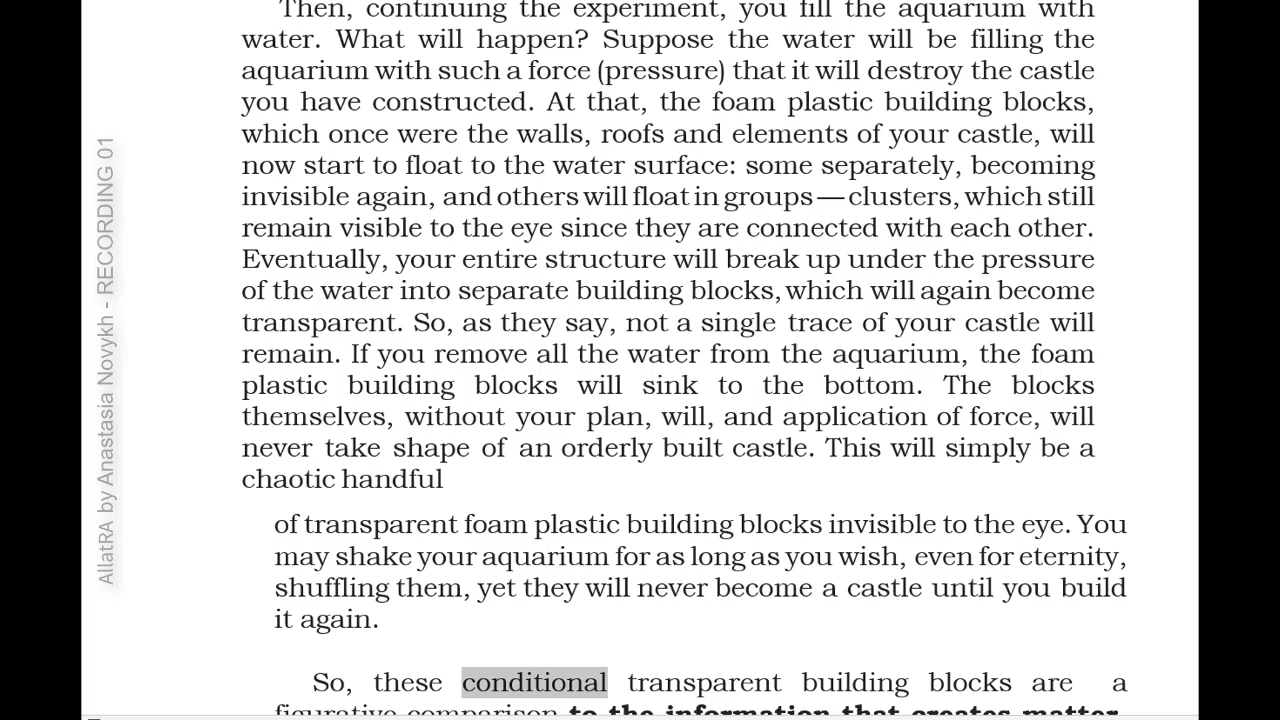 Then, continuing the experiment, you fill the aquarium with
water. What will happen? Suppose the water will be filling the
aquarium with such a force (pressure) that it will destroy the castle
you have constructed. At that, the foam plastic building blocks,
which once were the walls, roofs and elements of your castle, will
now start to float to the water surface: some separately, becoming
invisible again, and others will float in groups — clusters, which still
remain visible to the eye since they are connected with each other.
Eventually, your entire structure will break up under the pressure
of the water into separate building blocks, which will again become
transparent. So, as they say, not a single trace of your castle will
remain. If you remove all the water from the aquarium, the foam
plastic building blocks will sink to the bottom. The blocks
themselves, without your plan, will, and application of force, will
never take shape of an orderly built castle. This will simply be a
chaotic handful
of transparent foam plastic building blocks invisible to the eye. You
may shake your aquarium for as long as you wish, even for eternity,
shuffling them, yet they will never become a castle until you build
it again.
So, these conditional transparent building blocks are a
figurative comparison to the information that creates matter.
AllatRA by Anastasia Novykh - RECORDING 01